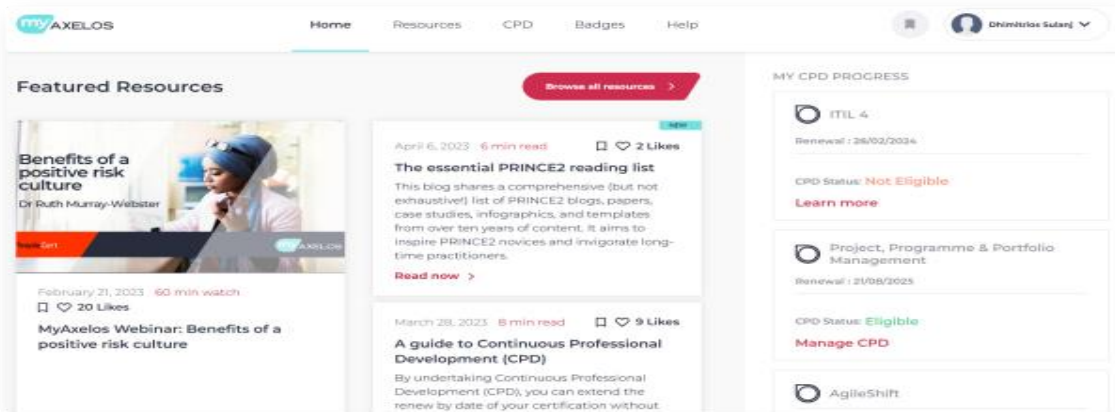 my AXELOS
Home
Resources
CPD
Badges
Help
Dhimitrios Sulanj
Featured Resources
Browse all resources >
Benefits of a
positive risk
culture
Dr Ruth Murray-Webster
PeopleCert
my AXELOS
February 21, 2023 60 min watch
20 Likes
MyAxelos Webinar: Benefits of a
positive risk culture
NEW
April 6, 2023 6 min read 2 Likes
The essential PRINCE2 reading list
This blog shares a comprehensive (but not
exhaustive!) list of PRINCE2 blogs, papers,
case studies, infographics, and templates
from over ten years of content. It aims to
inspire PRINCE2 novices and invigorate long-
time practitioners.
Read now >
March 28, 2023 8 min read 9 Likes
A guide to Continuous Professional
Development (CPD)
By undertaking Continuous Professional
Development (CPD), you can extend the
renew by date of your certification without
MY CPD PROGRESS
ITIL 4
Renewal : 26/02/2024
CPD Status: Not Eligible
Learn more
Project, Programme & Portfolio
Management
Renewal : 21/08/2025
CPD Status: Eligible
Manage CPD
AgileShift